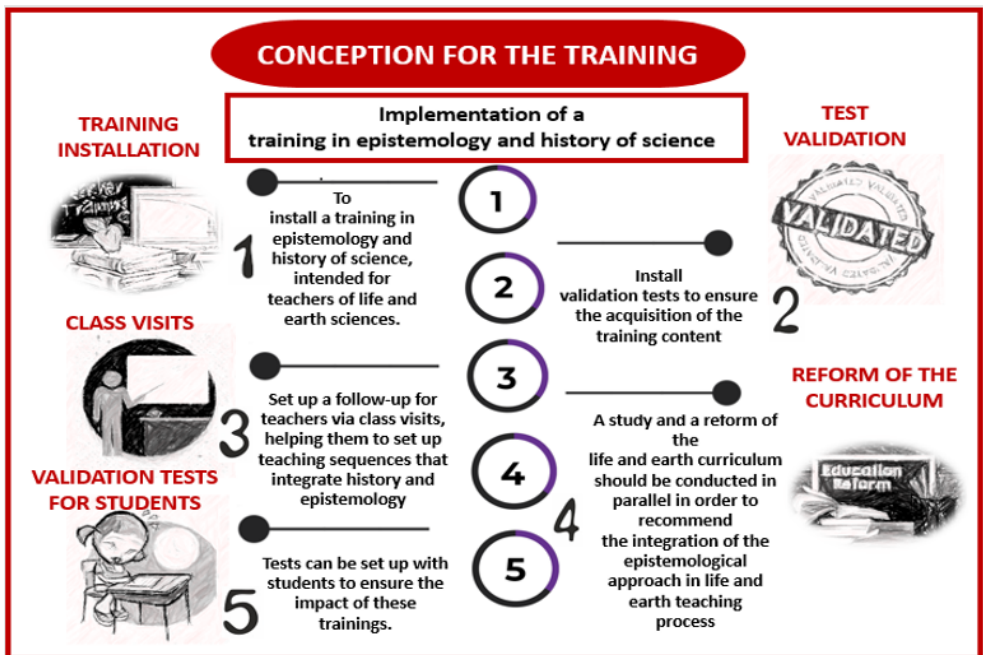 CONCEPTION FOR THE TRAINING
Implementation of a
training in epistemology and history of science
TRAINING
INSTALLATION
Teacher
Training
1
To
install a training in
epistemology and
history of science,
intended for
teachers of life and
earth sciences.
1
TEST
VALIDATION
VALIDATED VALIDATED
VALIDATED
VALIDATED VALIDATED
2
Install
validation tests to ensure
the acquisition of the
training content
2
CLASS VISITS
3
Set up a follow-up for
teachers via class visits,
helping them to set up
teaching sequences that
integrate history and
epistemology
3
REFORM OF THE
CURRICULUM
Education
Reform
4
A study and a reform of
the
life and earth curriculum
should be conducted in
parallel in order to
recommend
the integration of the
epistemological
approach in life and
earth teaching
process
4
VALIDATION TESTS
FOR STUDENTS
5
Tests can be set up with
students to ensure the
impact of these
trainings.
5